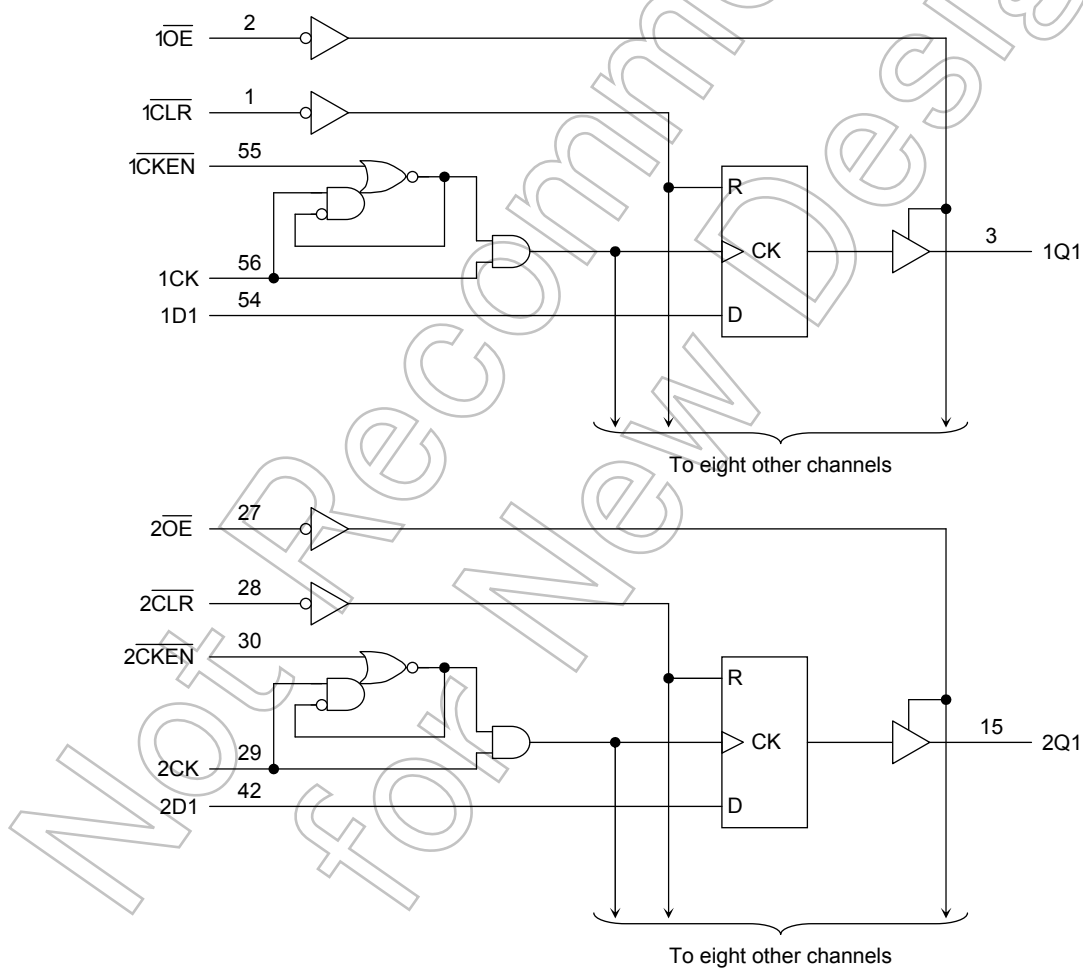 2
1OE
1
1CLR
55
1CKEN
R
CK
3
1Q1
56
1CK
54
1D1
D
To eight other channels
27
2OE
28
2CLR
30
2CKEN
R
CK
15
2Q1
29
2CK
42
2D1
D
To eight other channels
Not Recommended
for New Design